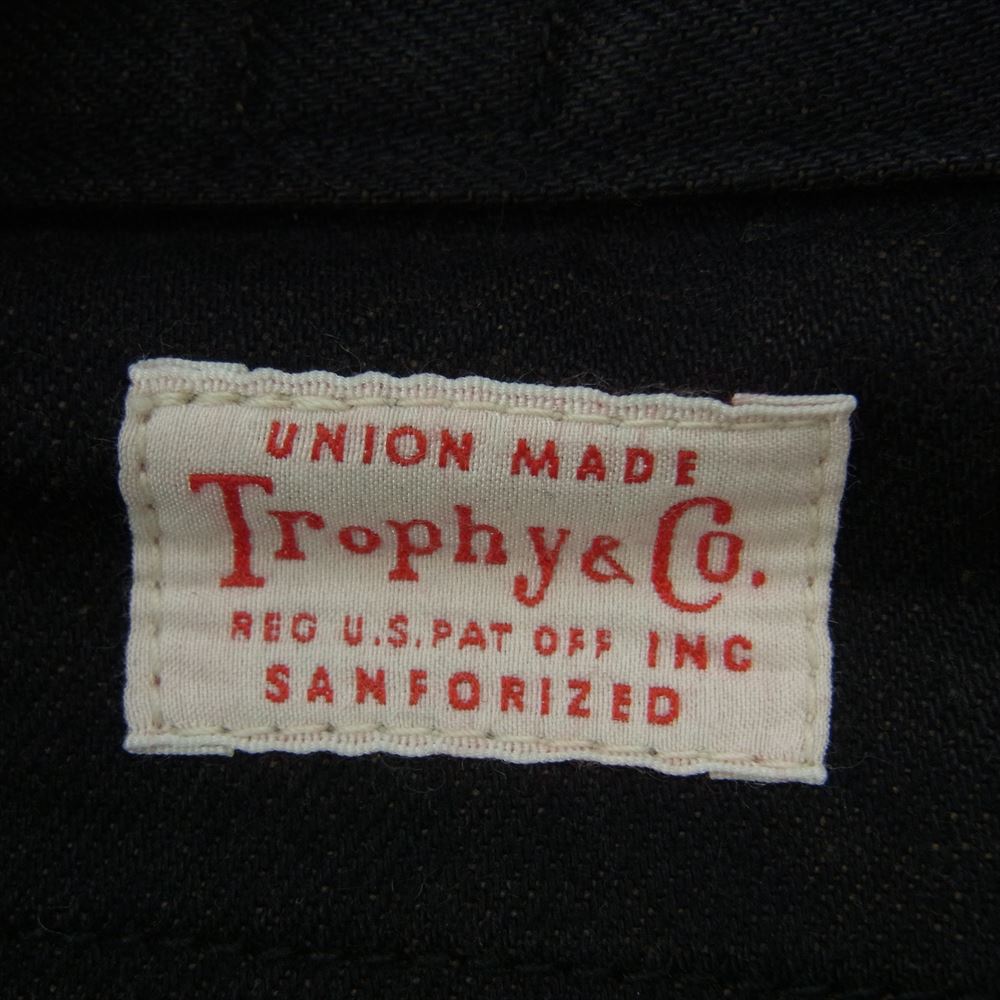 UNION MADE
Trophy & Co.
REG U.S. PAT OFF INC
SANFORIZED